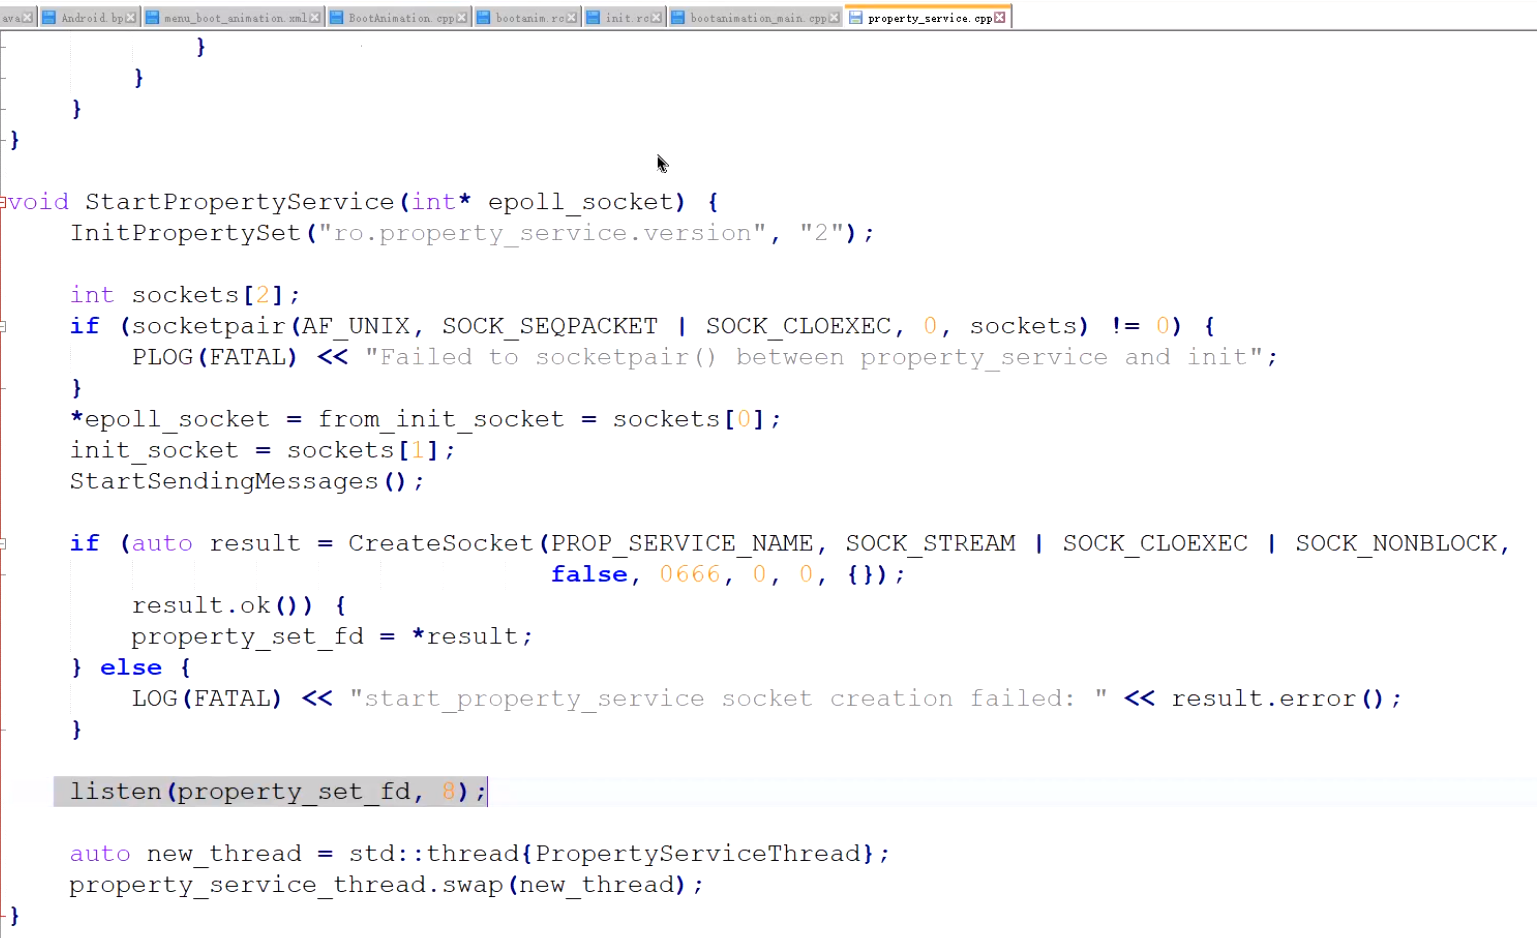 ava
Android.bp
menu_boot_animation.xml
BootAnimation.cpp
bootanim.rc
init.rc
bootanimation_main.cpp
property_service.cpp
}
}
}
}
void StartPropertyService(int* epoll_socket) {
InitPropertySet("ro.property_service.version", "2");
int sockets[2];
if (socketpair(AF_UNIX, SOCK_SEQPACKET | SOCK_CLOEXEC, 0, sockets) != 0) {
PLOG(FATAL) << "Failed to socketpair() between property_service and init";
}
*epoll_socket = from_init_socket = sockets[0];
init_socket = sockets[1];
StartSendingMessages();
if (auto result = CreateSocket(PROP_SERVICE_NAME, SOCK_STREAM | SOCK_CLOEXEC | SOCK_NONBLOCK,
false, 0666, 0, 0, {});
result.ok()) {
property_set_fd = *result;
} else {
LOG(FATAL) << "start_property_service socket creation failed: " << result.error();
}
listen(property_set_fd, 8);
auto new_thread = std::thread{PropertyServiceThread};
property_service_thread.swap(new_thread);
}